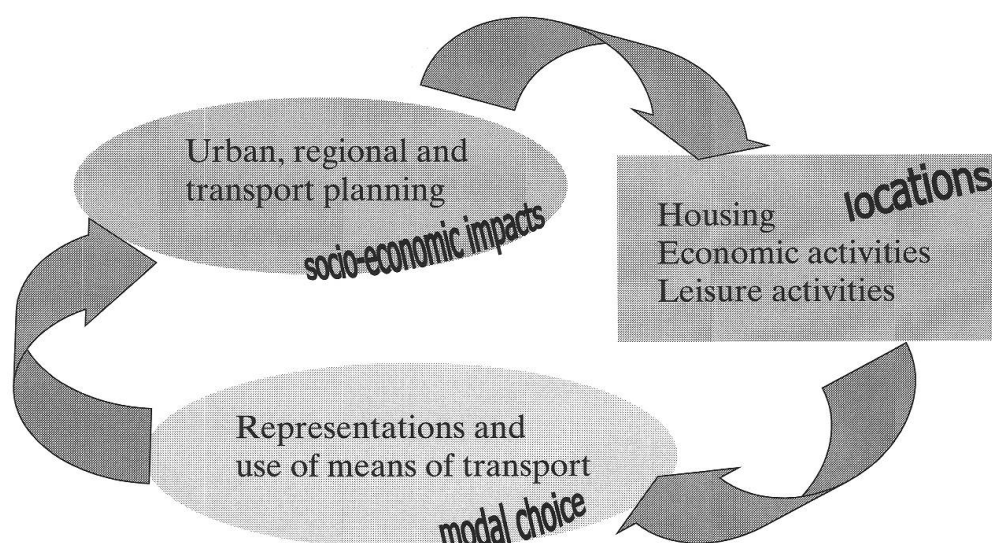 Urban, regional and
transport planning
socio-economic impacts
locations
Housing
Economic activities
Leisure activities
Representations and
use of means of transport
modal choice